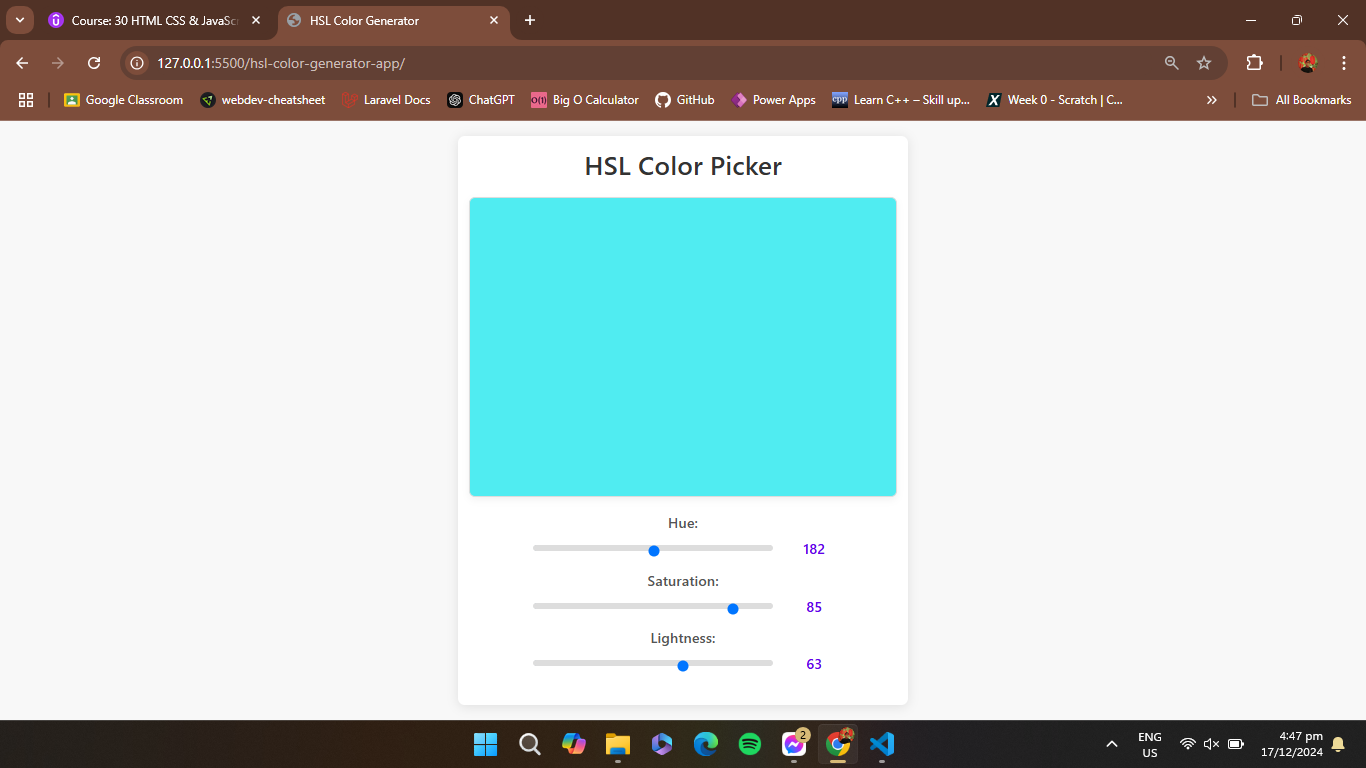 Course: 30 HTML CSS & JavaSc
HSL Color Generator
127.0.0.1:5500/hsl-color-generator-app/
Google Classroom
webdev-cheatsheet
Laravel Docs
ChatGPT
O(1) Big O Calculator
GitHub
Power Apps
cpp Learn C++ – Skill up...
X Week 0 - Scratch | C...
All Bookmarks
HSL Color Picker
Hue:
182
Saturation:
85
Lightness:
63
2
ENG
US
4:47 pm
17/12/2024